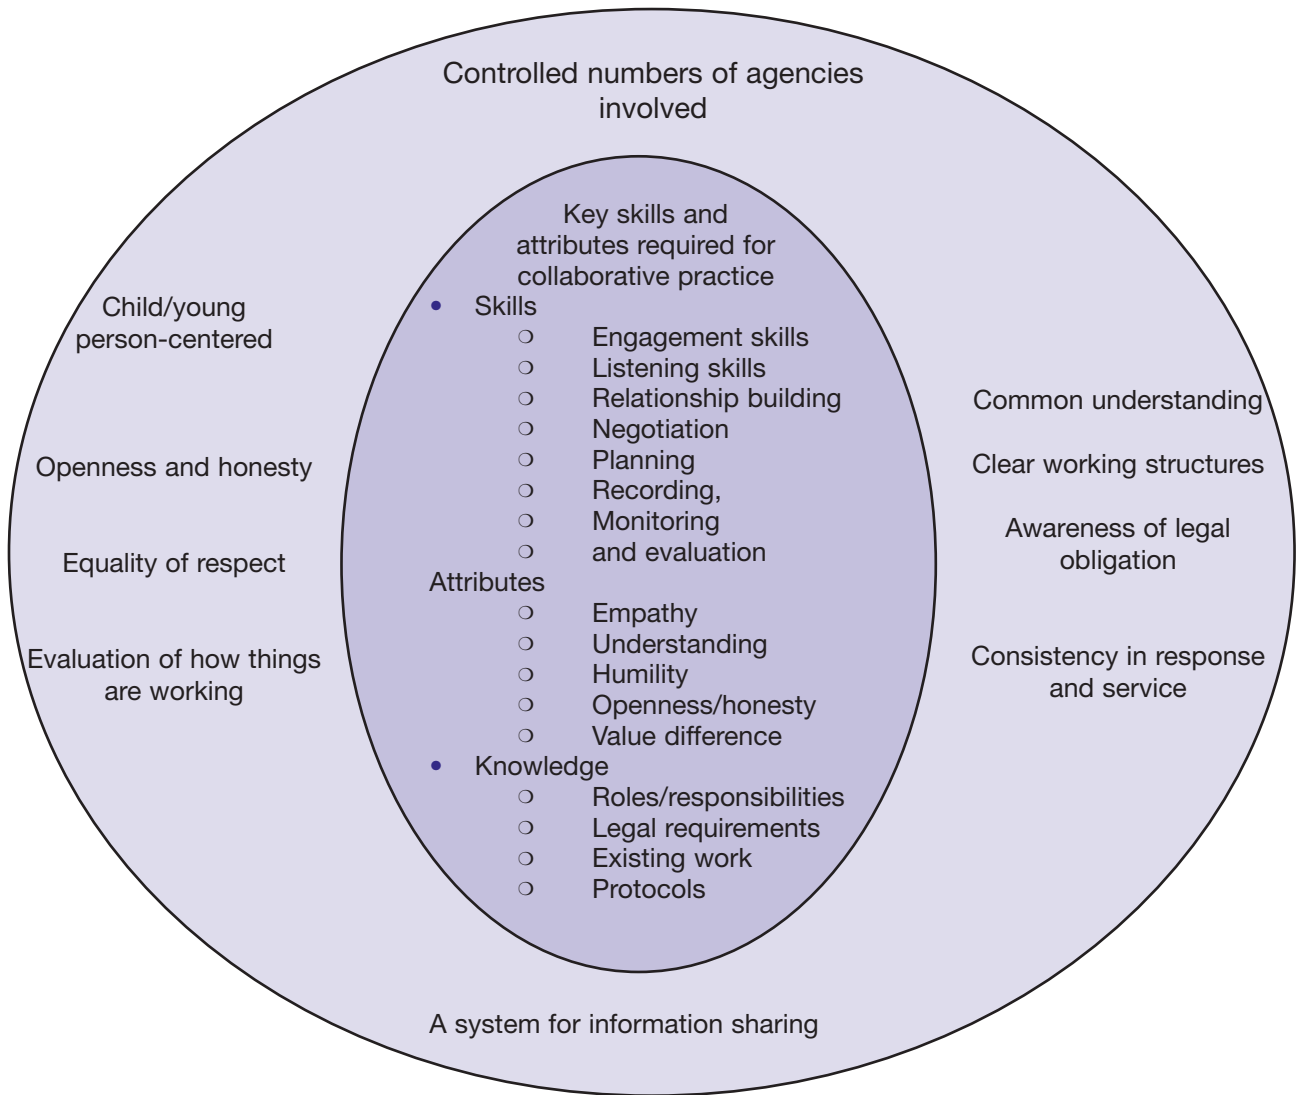 Controlled numbers of agencies
involved
Key skills and
attributes required for
collaborative practice
• Skills
❍ Engagement skills
❍ Listening skills
❍ Relationship building
❍ Negotiation
❍ Planning
❍ Recording,
❍ Monitoring
❍ and evaluation
Attributes
❍ Empathy
❍ Understanding
❍ Humility
❍ Openness/honesty
❍ Value difference
• Knowledge
❍ Roles/responsibilities
❍ Legal requirements
❍ Existing work
❍ Protocols
Child/young
person-centered
Openness and honesty
Equality of respect
Evaluation of how things
are working
Common understanding
Clear working structures
Awareness of legal
obligation
Consistency in response
and service
A system for information sharing